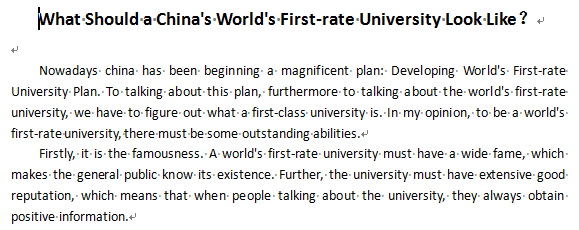 What Should a China's World's First-rate University Look Like？
Nowadays china has been beginning a magnificent plan: Developing World's First-rate
University Plan. To talking about this plan, furthermore to talking about the world's first-rate
university, we have to figure out what a first-class university is. In my opinion, to be a world's
first-rate university, there must be some outstanding abilities.
Firstly, it is the famousness. A world's first-rate university must have a wide fame, which
makes the general public know its existence. Further, the university must have extensive good
reputation, which means that when people talking about the university, they always obtain
positive information.